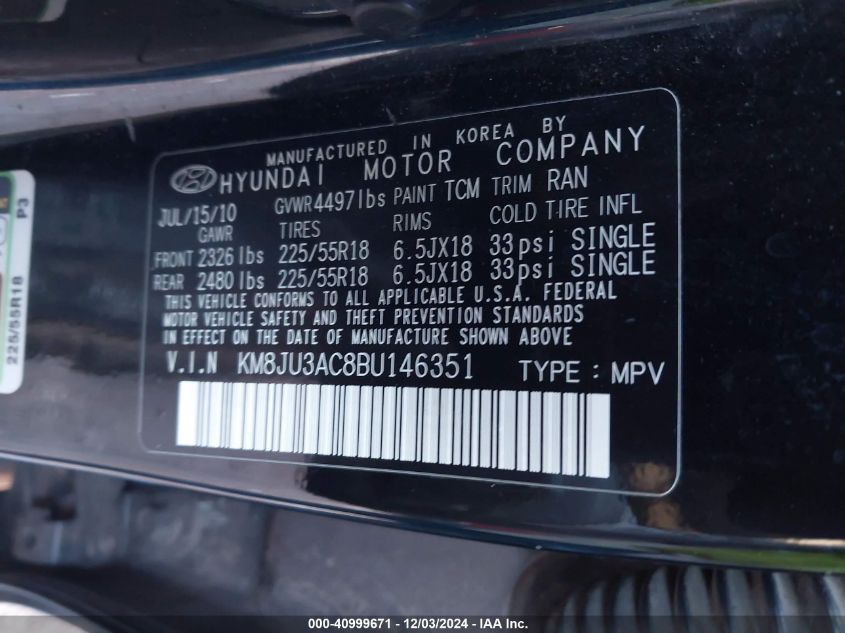 MANUFACTURED IN KOREA BY
HYUNDAI MOTOR COMPANY
JUL/15/10 GVWR 4497lbs PAINT TCM TRIM RAN
GAWR TIRES RIMS COLD TIRE INFL
FRONT 2326 lbs 225/55R18 6.5JX18 33psi SINGLE
REAR 2480 lbs 225/55R18 6.5JX18 33psi SINGLE
THIS VEHICLE CONFORMS TO ALL APPLICABLE U.S.A. FEDERAL
MOTOR VEHICLE SAFETY AND THEFT PREVENTION STANDARDS
IN EFFECT ON THE DATE OF MANUFACTURE SHOWN ABOVE
V.I.N KM8JU3AC8BU146351 TYPE : MPV
P3
225/55R18
000-40999671 - 12/03/2024 - IAA Inc.